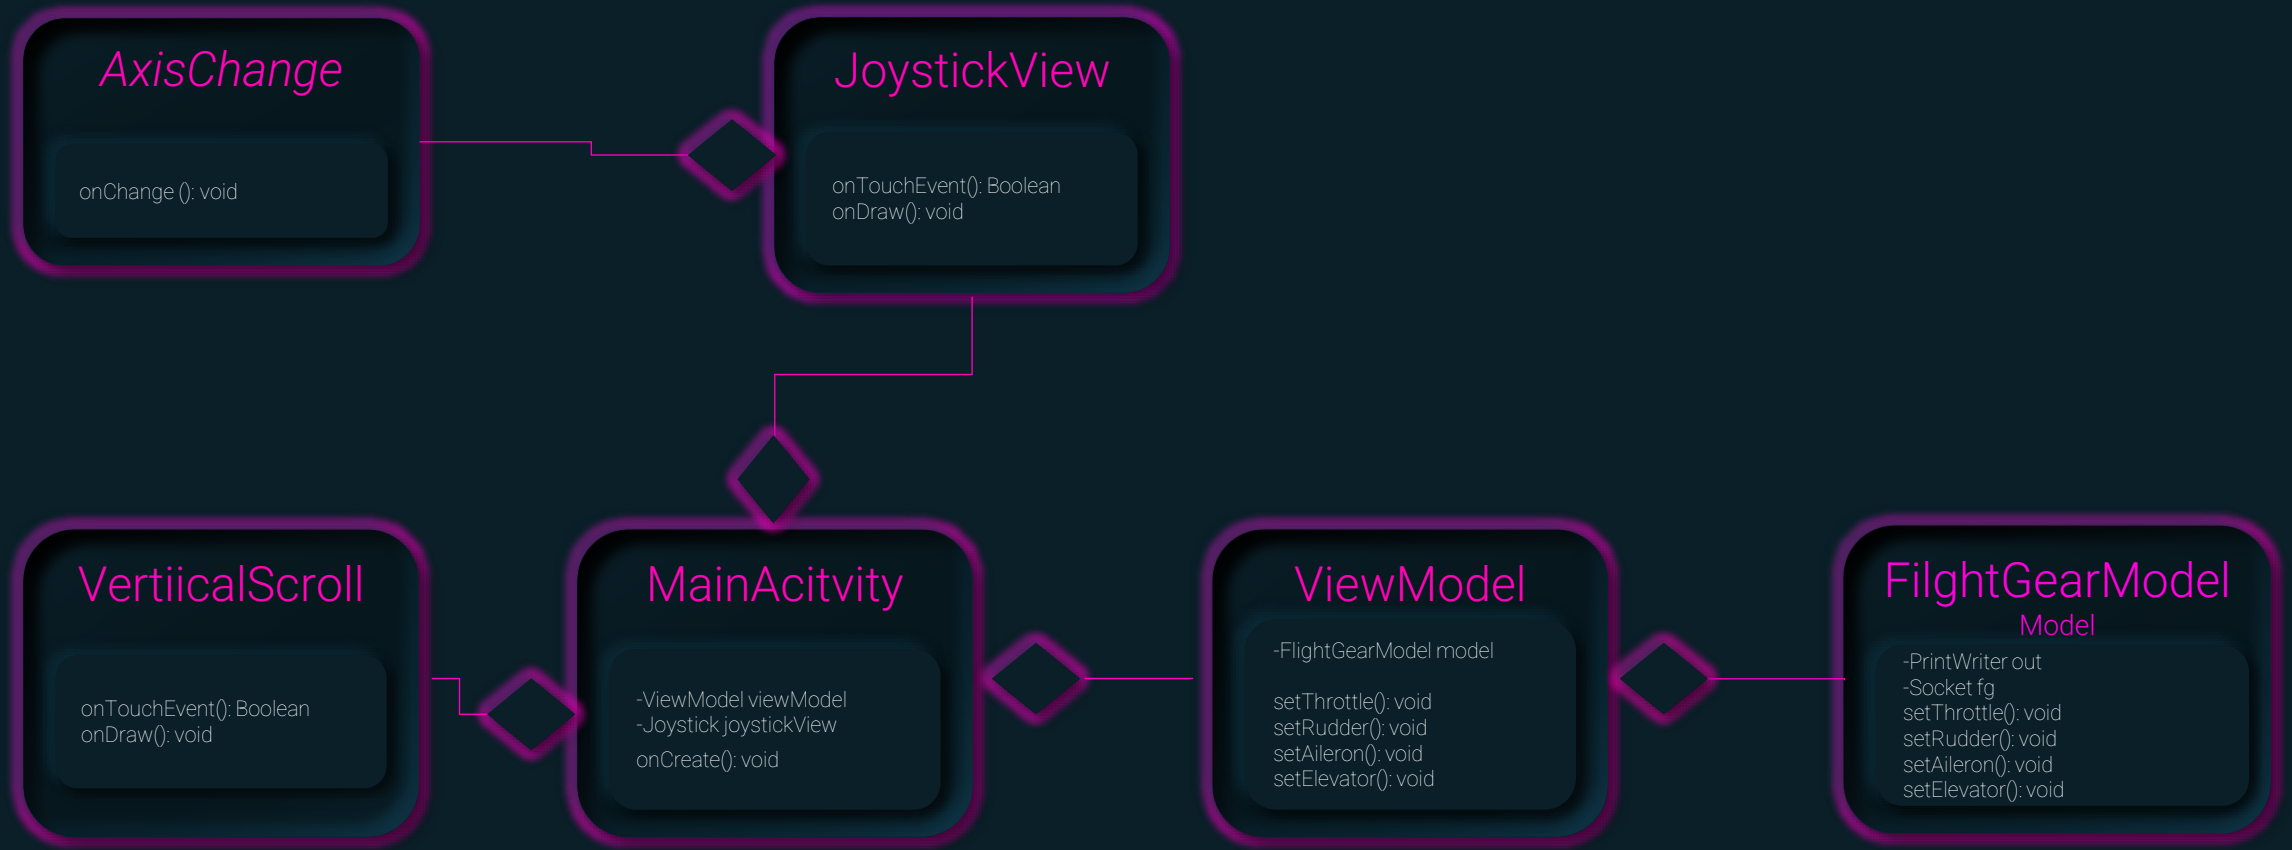 AxisChange
onChange (): void
JoystickView
onTouchEvent(): Boolean
onDraw(): void
VertiicalScroll
onTouchEvent(): Boolean
onDraw(): void
MainAcitvity
-ViewModel viewModel
-Joystick joystickView
onCreate(): void
ViewModel
-FlightGearModel model
setThrottle(): void
setRudder(): void
setAileron(): void
setElevator(): void
FilghtGearModel
Model
-PrintWriter out
-Socket fg
setThrottle(): void
setRudder(): void
setAileron(): void
setElevator(): void